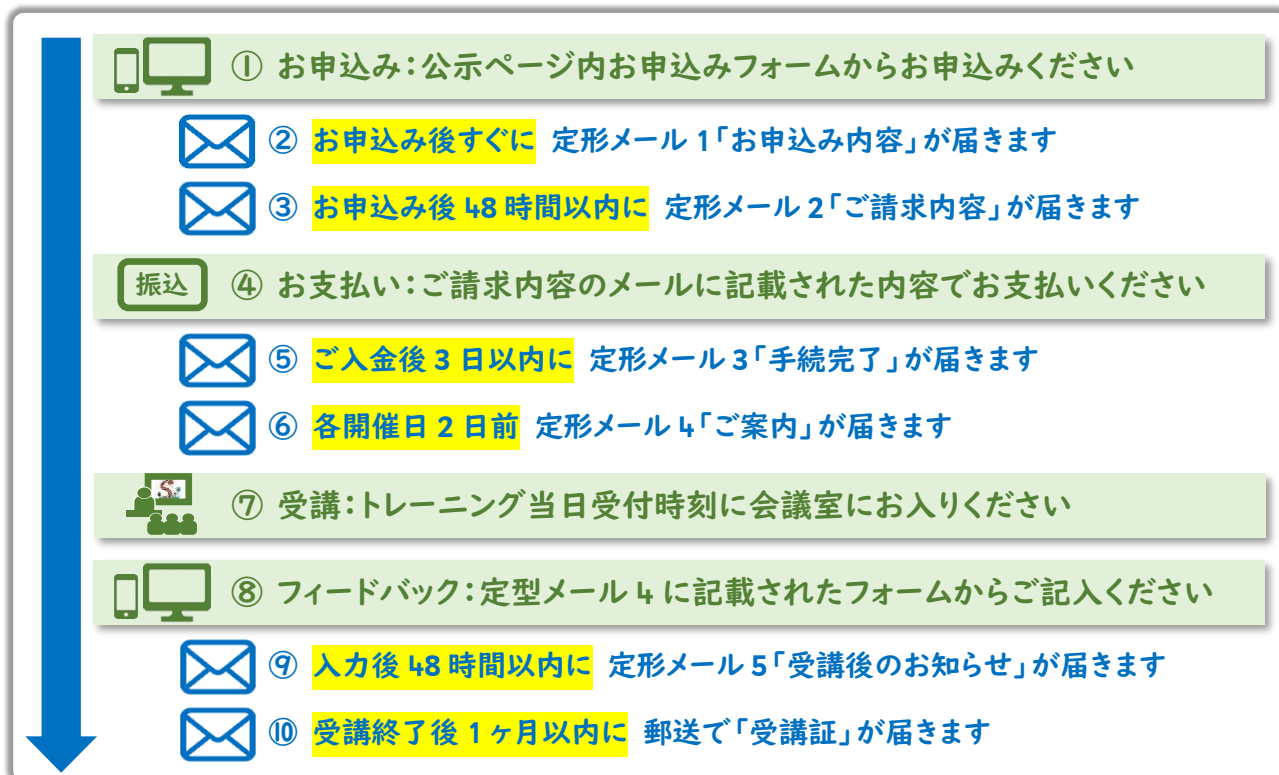 ① お申込み：公示ページ内お申込みフォームからお申込みください
② お申込み後すぐに 定形メール 1「お申込み内容」が届きます
③ お申込み後 48 時間以内に 定形メール 2「ご請求内容」が届きます
振込 ④ お支払い：ご請求内容のメールに記載された内容でお支払いください
⑤ ご入金後 3 日以内に 定形メール 3「手続完了」が届きます
⑥ 各開催日 2 日前 定形メール 4「ご案内」が届きます
⑦ 受講：トレーニング当日受付時刻に会議室にお入りください
⑧ フィードバック：定型メール 4 に記載されたフォームからご記入ください
⑨ 入力後 48 時間以内に 定形メール 5「受講後のお知らせ」が届きます
⑩ 受講終了後 1 ヶ月以内に 郵送で「受講証」が届きます